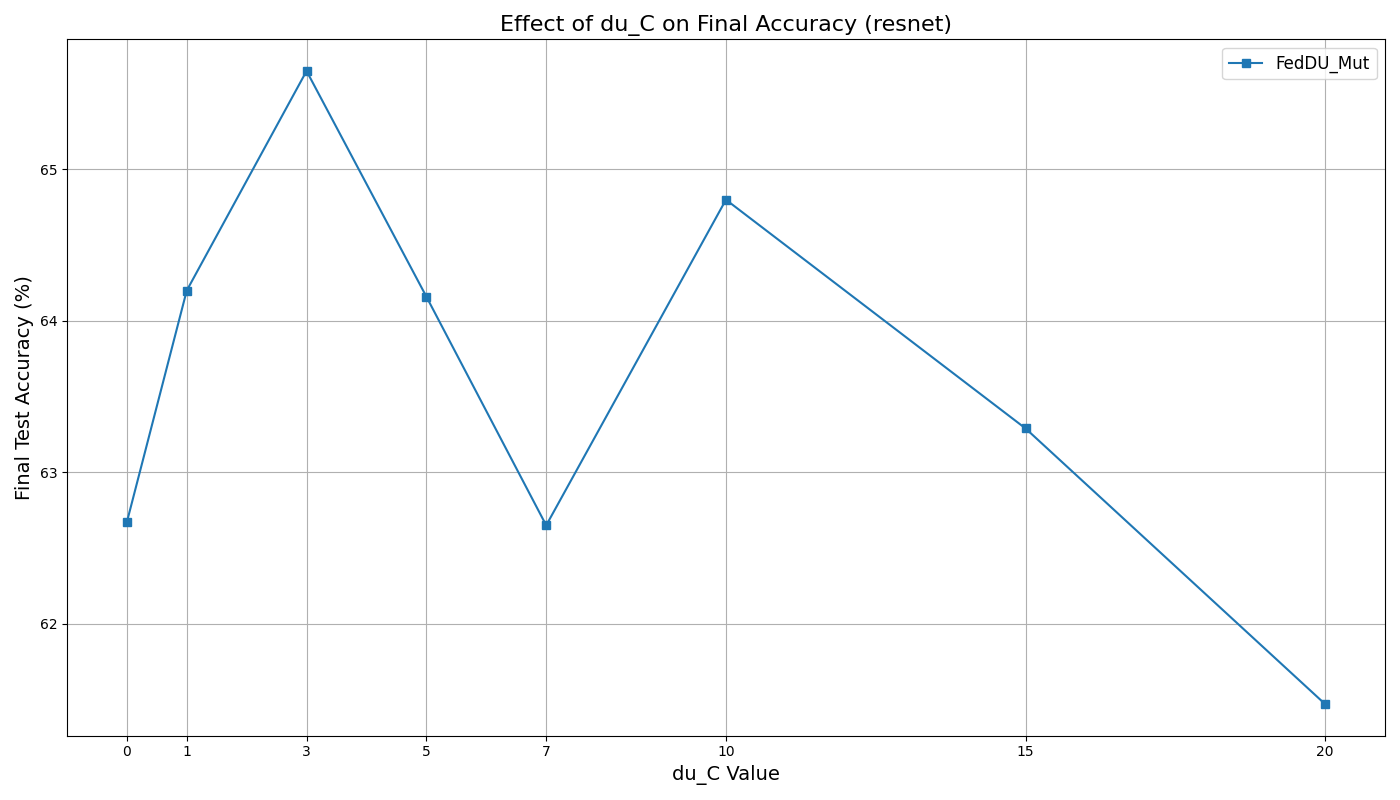 Effect of du_C on Final Accuracy (resnet)
FedDU_Mut
65
64
63
62
Final Test Accuracy (%)
0 1 3 5 7 10 15 20
du_C Value